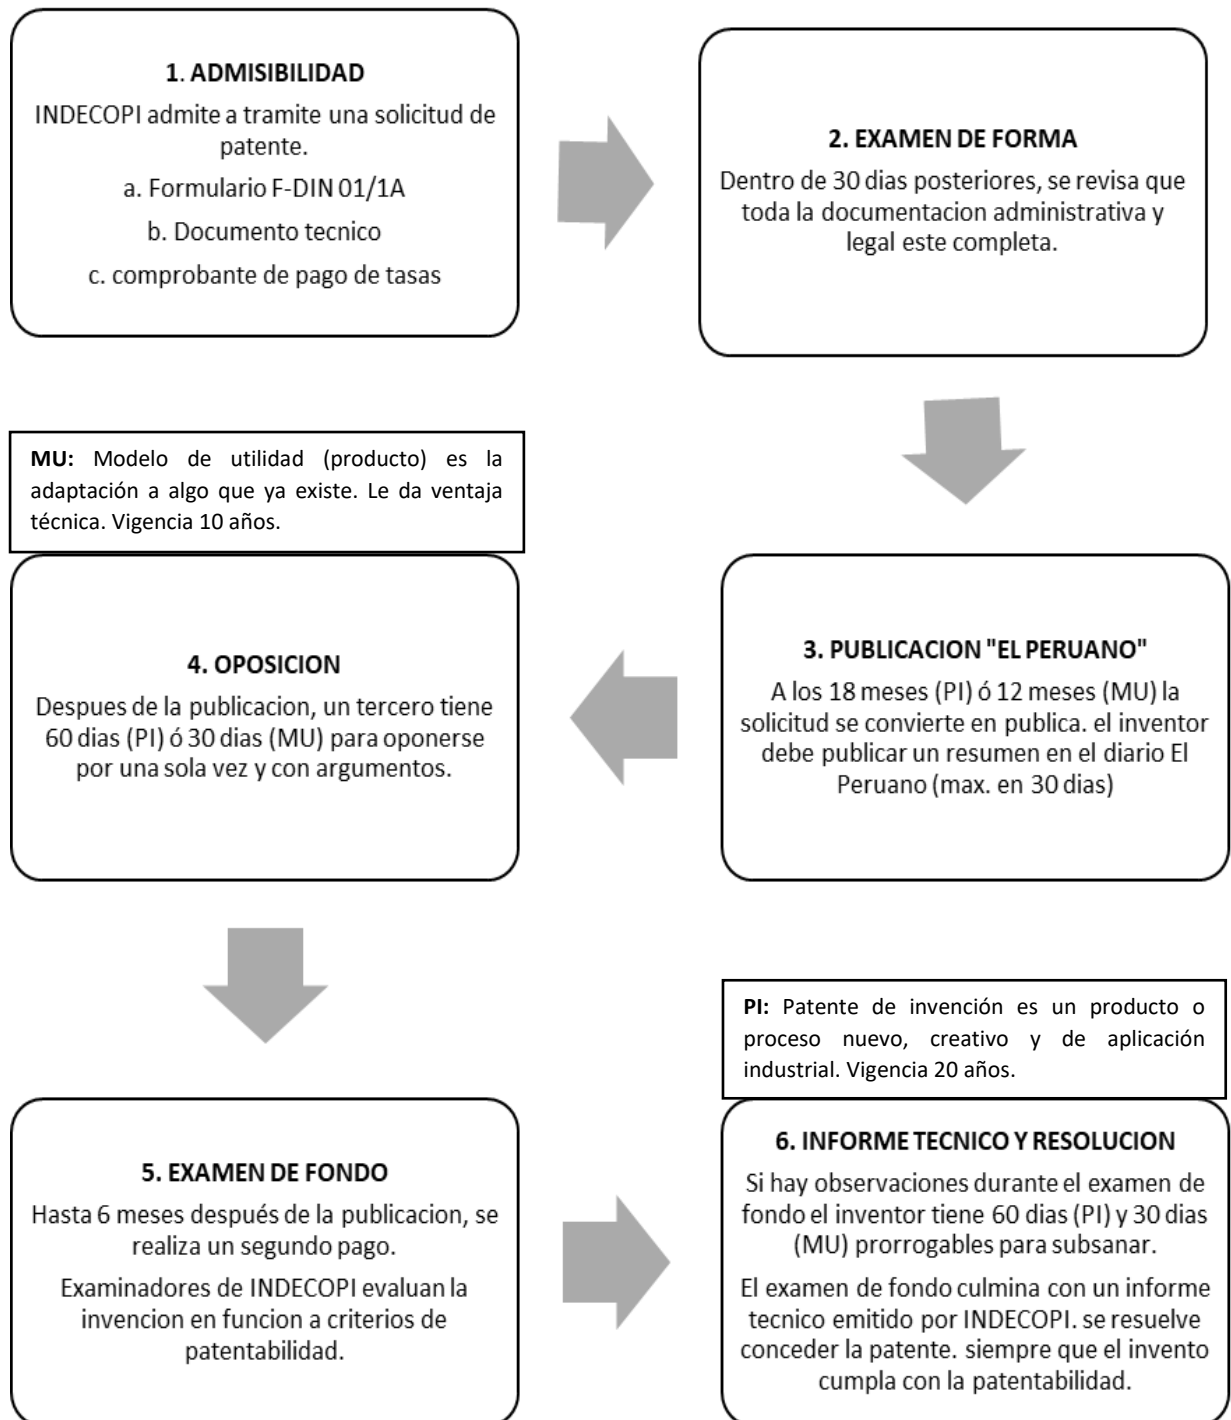 1. ADMISIBILIDAD
INDECOPI admite a tramite una solicitud de
patente.
a. Formulario F-DIN 01/1A
b. Documento tecnico
c. comprobante de pago de tasas
2. EXAMEN DE FORMA
Dentro de 30 dias posteriores, se revisa que
toda la documentacion administrativa y
legal este completa.
MU: Modelo de utilidad (producto) es la
adaptación a algo que ya existe. Le da ventaja
técnica. Vigencia 10 años.
3. PUBLICACION "EL PERUANO"
A los 18 meses (PI) ó 12 meses (MU) la
solicitud se convierte en publica. el inventor
debe publicar un resumen en el diario El
Peruano (max. en 30 dias)
4. OPOSICION
Despues de la publicacion, un tercero tiene
60 dias (PI) ó 30 dias (MU) para oponerse
por una sola vez y con argumentos.
5. EXAMEN DE FONDO
Hasta 6 meses después de la publicacion, se
realiza un segundo pago.
Examinadores de INDECOPI evaluan la
invencion en funcion a criterios de
patentabilidad.
PI: Patente de invención es un producto o
proceso nuevo, creativo y de aplicación
industrial. Vigencia 20 años.
6. INFORME TECNICO Y RESOLUCION
Si hay observaciones durante el examen de
fondo el inventor tiene 60 dias (PI) y 30 dias
(MU) prorrogables para subsanar.
El examen de fondo culmina con un informe
tecnico emitido por INDECOPI. se resuelve
conceder la patente. siempre que el invento
cumpla con la patentabilidad.